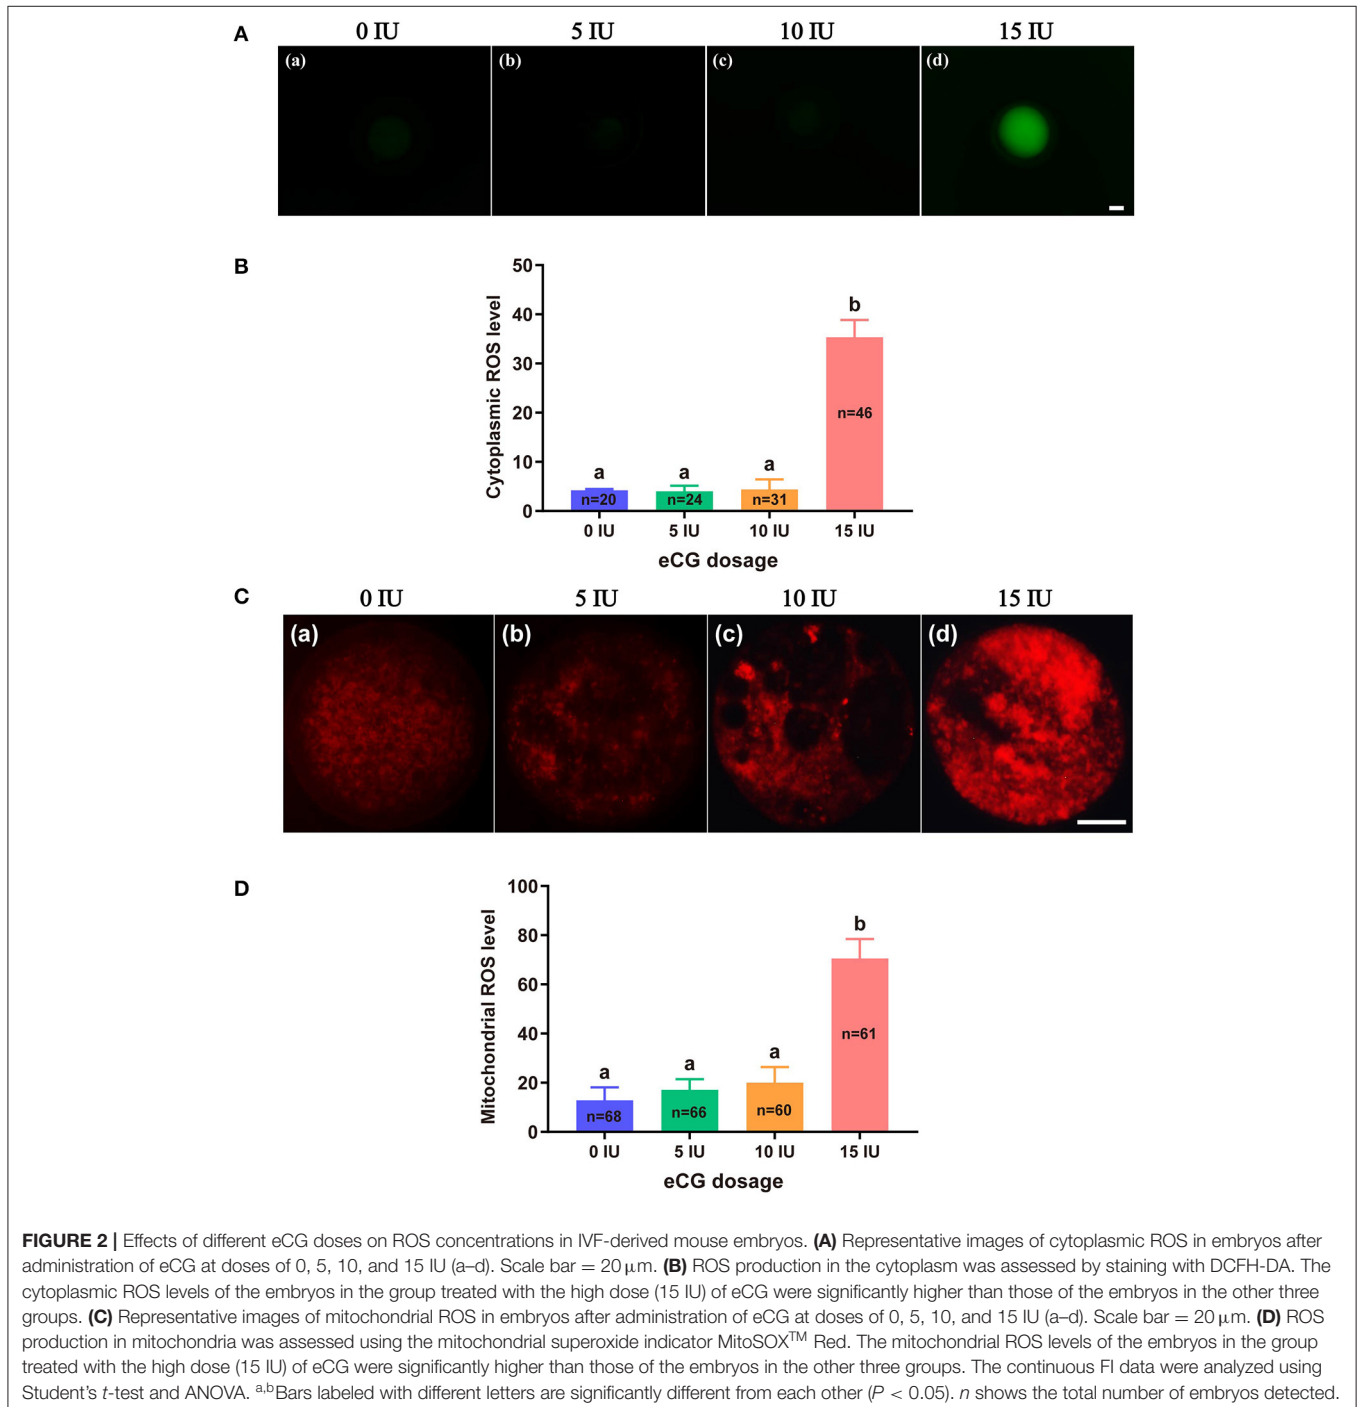 A
0 IU 5 IU 10 IU 15 IU
(a) (b) (c) (d)
B
50
40
30
20
10
0
Cytoplasmic ROS level
a a a b
n=20 n=24 n=31 n=46
0 IU 5 IU 10 IU 15 IU
eCG dosage
C
0 IU 5 IU 10 IU 15 IU
(a) (b) (c) (d)
D
100
80
60
40
20
0
Mitochondrial ROS level
a a a b
n=68 n=66 n=60 n=61
0 IU 5 IU 10 IU 15 IU
eCG dosage
FIGURE 2 | Effects of different eCG doses on ROS concentrations in IVF-derived mouse embryos. (A) Representative images of cytoplasmic ROS in embryos after
administration of eCG at doses of 0, 5, 10, and 15 IU (a–d). Scale bar = 20 μm. (B) ROS production in the cytoplasm was assessed by staining with DCFH-DA. The
cytoplasmic ROS levels of the embryos in the group treated with the high dose (15 IU) of eCG were significantly higher than those of the embryos in the other three
groups. (C) Representative images of mitochondrial ROS in embryos after administration of eCG at doses of 0, 5, 10, and 15 IU (a–d). Scale bar = 20 μm. (D) ROS
production in mitochondria was assessed using the mitochondrial superoxide indicator MitoSOX™ Red. The mitochondrial ROS levels of the embryos in the group
treated with the high dose (15 IU) of eCG were significantly higher than those of the embryos in the other three groups. The continuous FI data were analyzed using
Student's t-test and ANOVA. a,bBars labeled with different letters are significantly different from each other (P < 0.05). n shows the total number of embryos detected.